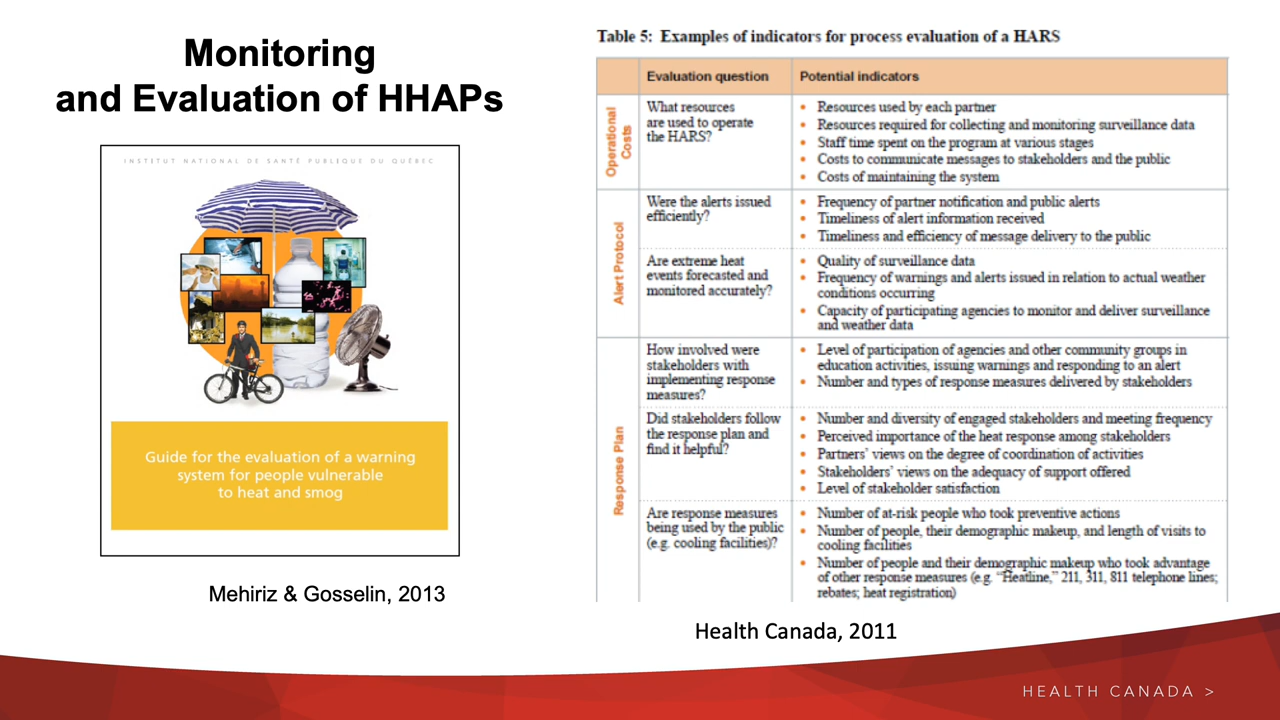 Monitoring
and Evaluation of HHAPs
INSTITUT NATIONAL DE SANTÉ PUBLIQUE DU QUÉBEC
Guide for the evaluation of a warning
system for people vulnerable
to heat and smog
Mehiriz & Gosselin, 2013
Table 5: Examples of indicators for process evaluation of a HARS
Evaluation question
Potential indicators
Operational
Costs
What resources
are used to operate
the HARS?
• Resources used by each partner
• Resources required for collecting and monitoring surveillance data
• Staff time spent on the program at various stages
• Costs to communicate messages to stakeholders and the public
• Costs of maintaining the system
Alert Protocol
Were the alerts issued
efficiently?
• Frequency of partner notification and public alerts
• Timeliness of alert information received
• Timeliness and efficiency of message delivery to the public
Are extreme heat
events forecasted and
monitored accurately?
• Quality of surveillance data
• Frequency of warnings and alerts issued in relation to actual weather
conditions occurring
• Capacity of participating agencies to monitor and deliver surveillance
and weather data
Response Plan
How involved were
stakeholders with
implementing response
measures?
• Level of participation of agencies and other community groups in
education activities, issuing warnings and responding to an alert
• Number and types of response measures delivered by stakeholders
Did stakeholders follow
the response plan and
find it helpful?
• Number and diversity of engaged stakeholders and meeting frequency
• Perceived importance of the heat response among stakeholders
• Partners' views on the degree of coordination of activities
• Stakeholders' views on the adequacy of support offered
• Level of stakeholder satisfaction
Are response measures
being used by the public
(e.g. cooling facilities)?
• Number of at-risk people who took preventive actions
• Number of people, their demographic makeup, and length of visits to
cooling facilities
• Number of people and their demographic makeup who took advantage
of other response measures (e.g. "Heatline," 211, 311, 811 telephone lines;
rebates; heat registration)
Health Canada, 2011
HEALTH CANADA >